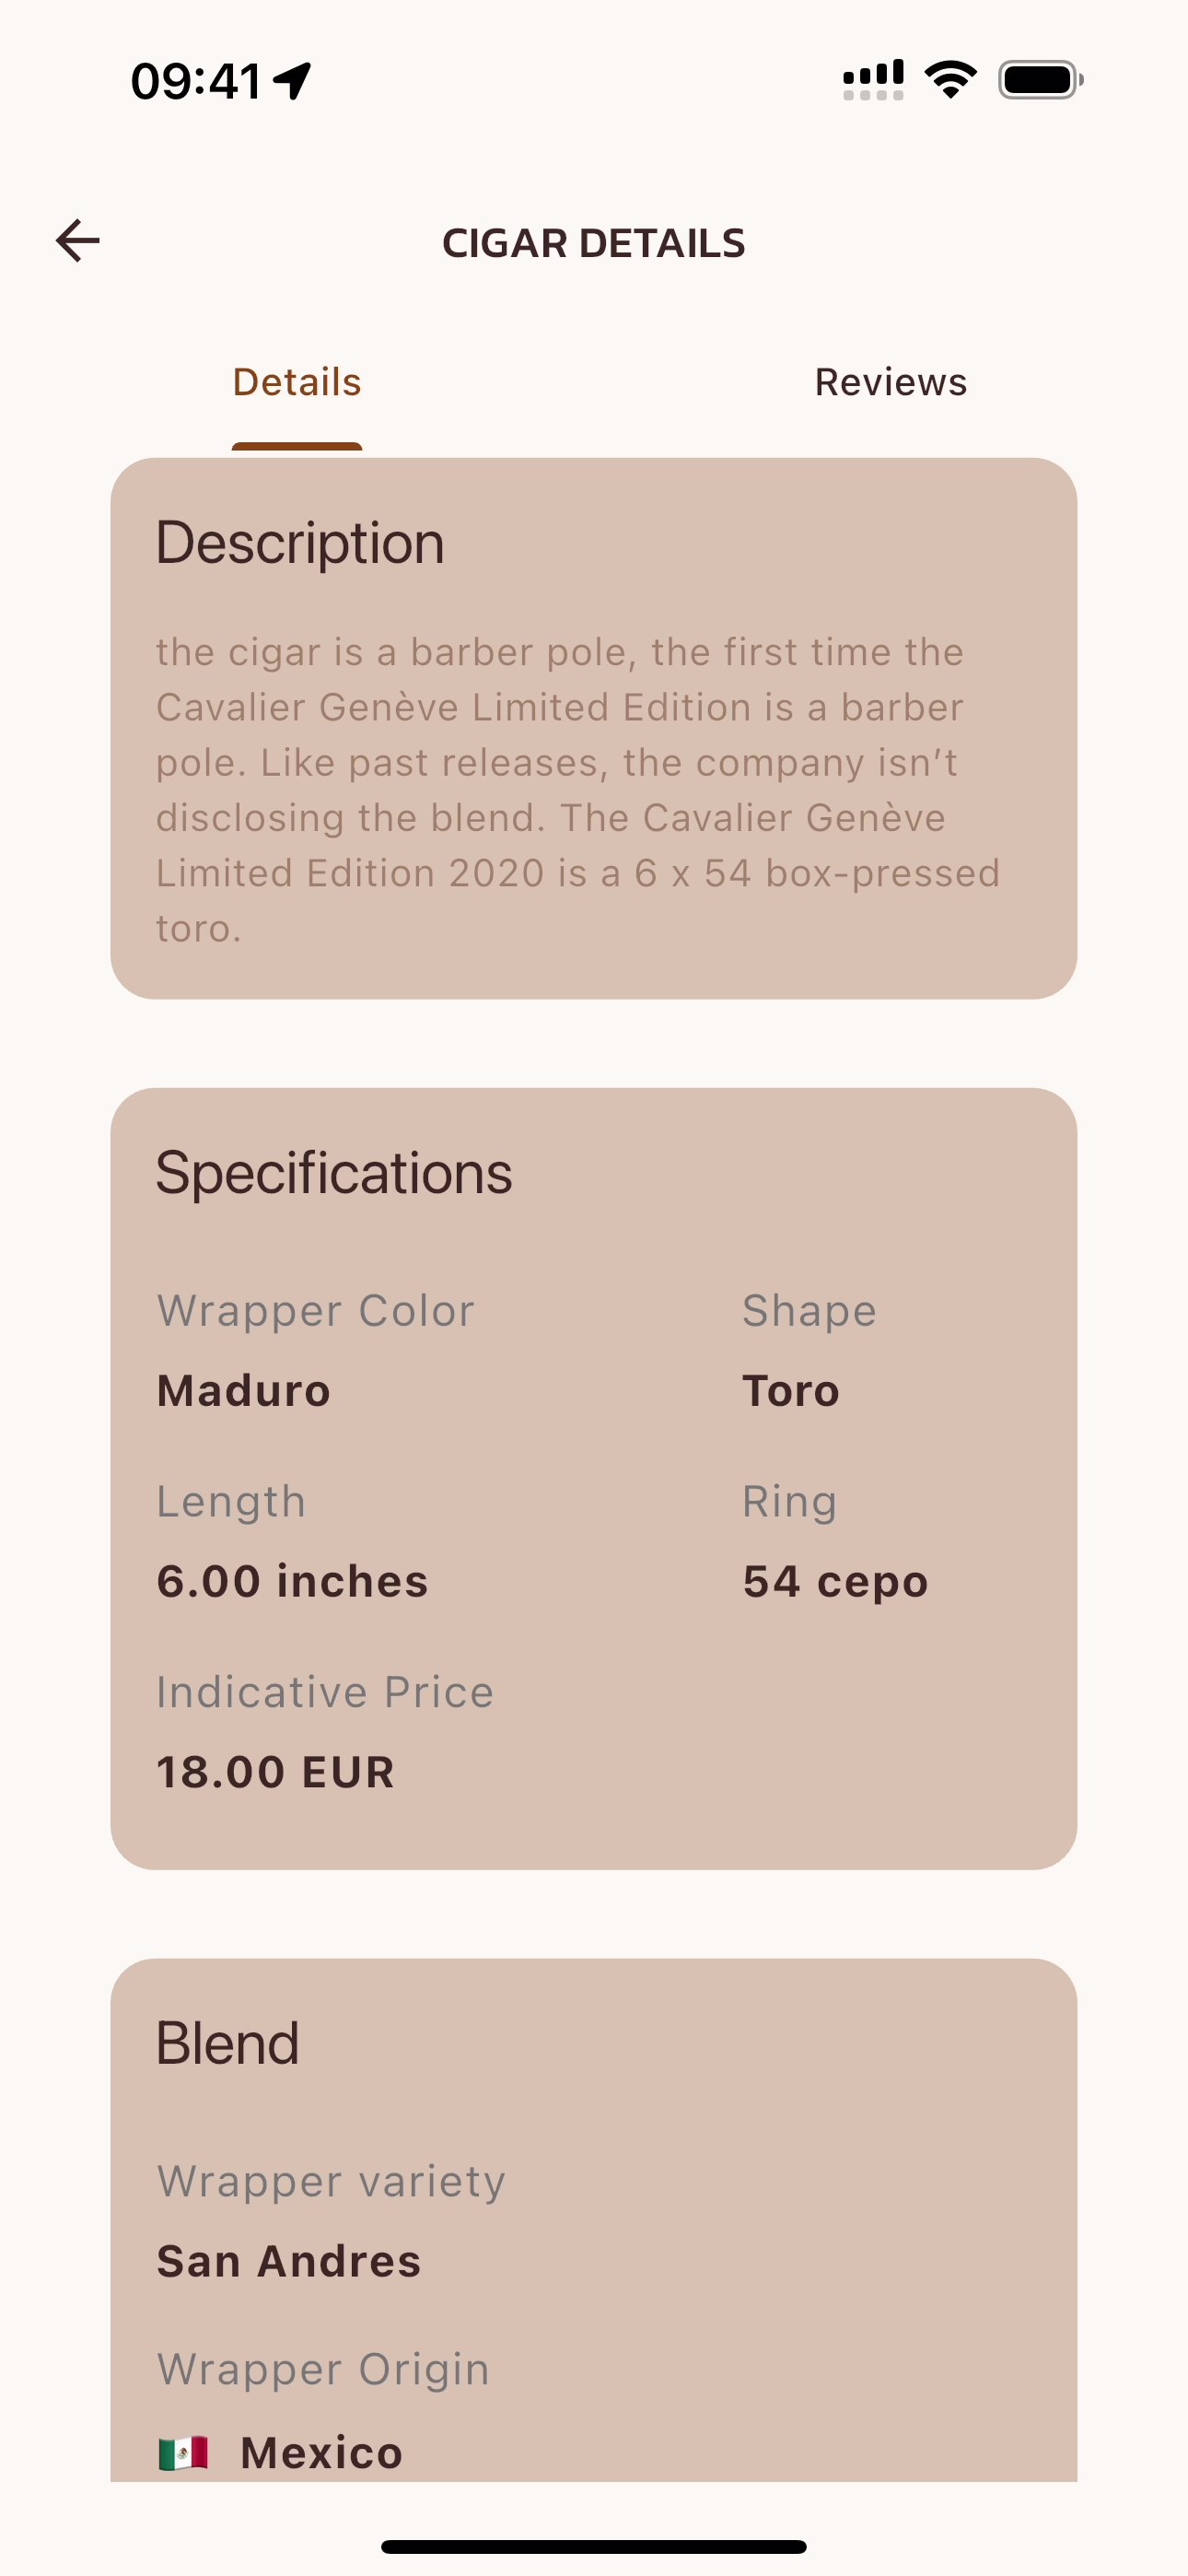 09:41
CIGAR DETAILS
Details
Reviews
Description
the cigar is a barber pole, the first time the
Cavalier Genève Limited Edition is a barber
pole. Like past releases, the company isn’t
disclosing the blend. The Cavalier Genève
Limited Edition 2020 is a 6 x 54 box-pressed
toro.
Specifications
Wrapper Color
Shape
Maduro
Toro
Length
Ring
6.00 inches
54 cepo
Indicative Price
18.00 EUR
Blend
Wrapper variety
San Andres
Wrapper Origin
Mexico